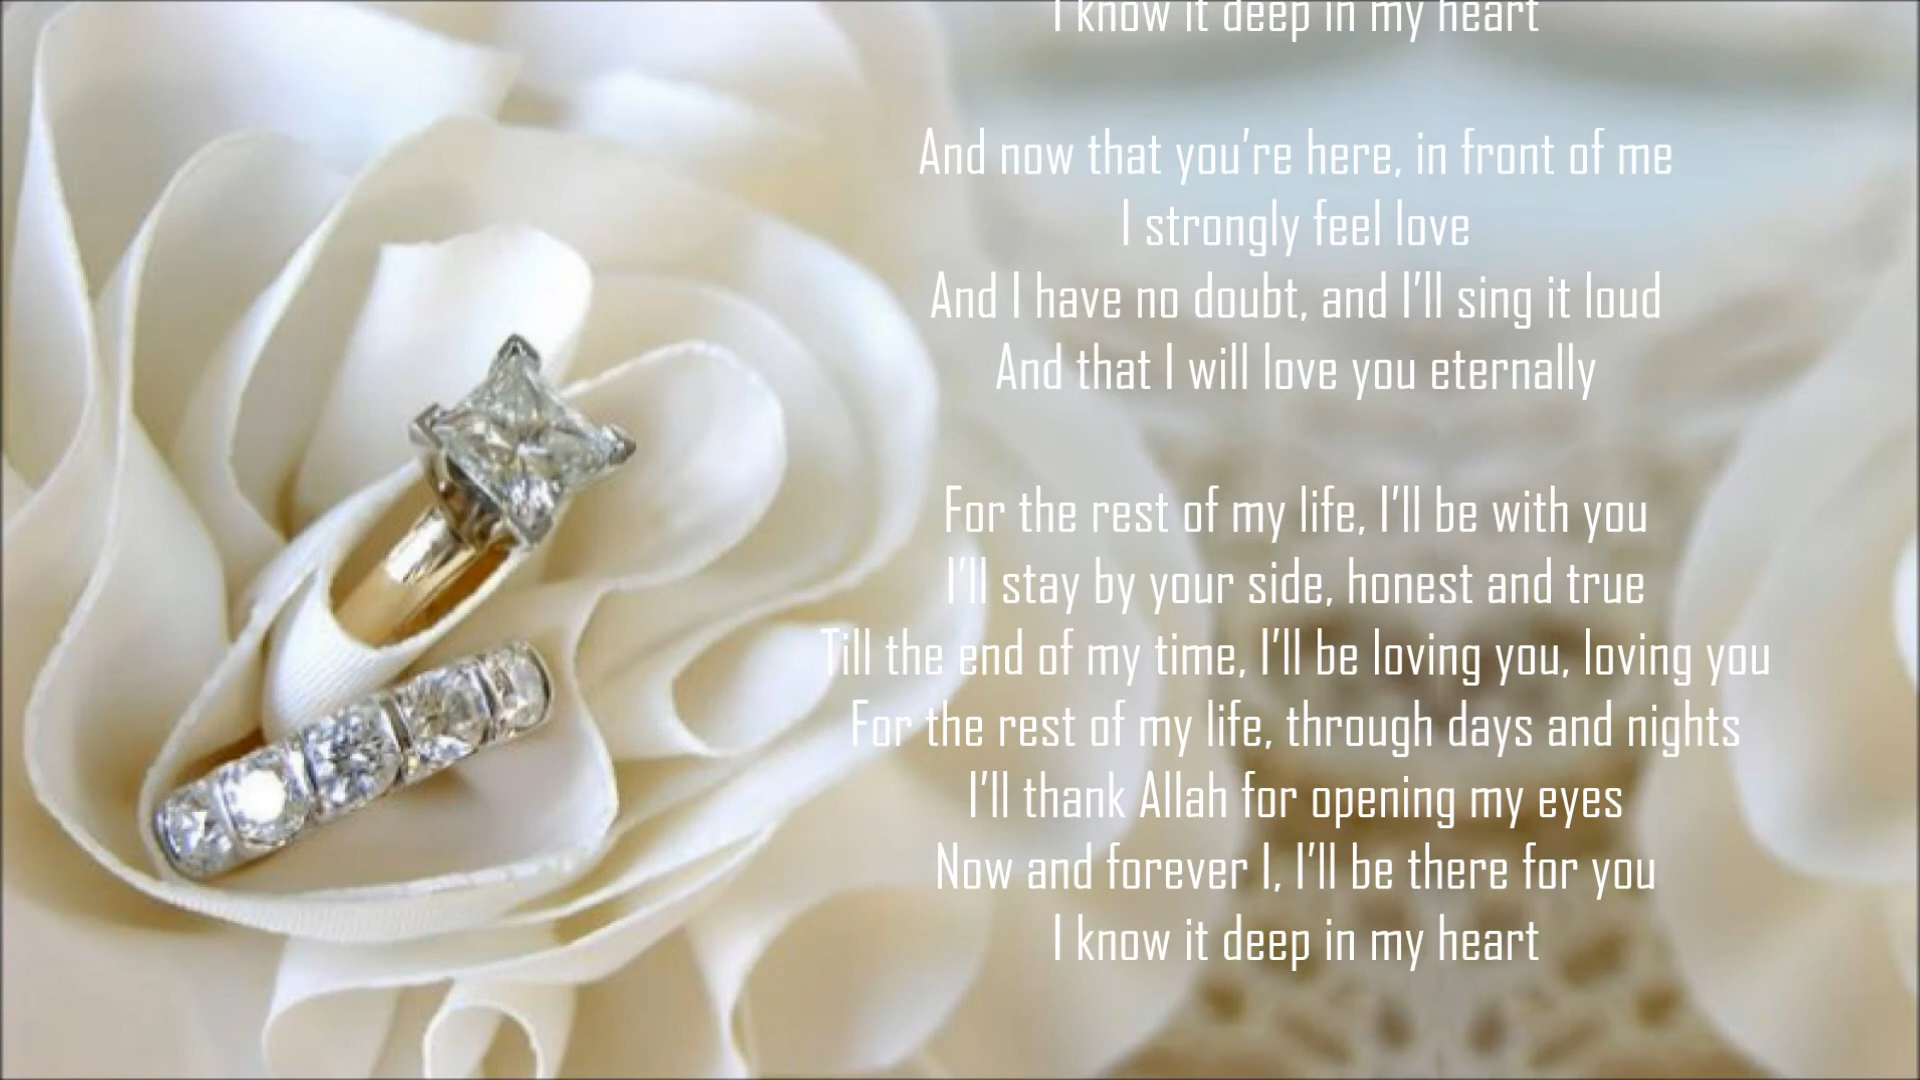 I know it deep in my heart
And now that you're here, in front of me
I strongly feel love
And I have no doubt, and I'll sing it loud
And that I will love you eternally
For the rest of my life, I'll be with you
I'll stay by your side, honest and true
Till the end of my time, I'll be loving you, loving you
For the rest of my life, through days and nights
I'll thank Allah for opening my eyes
Now and forever I, I'll be there for you
I know it deep in my heart